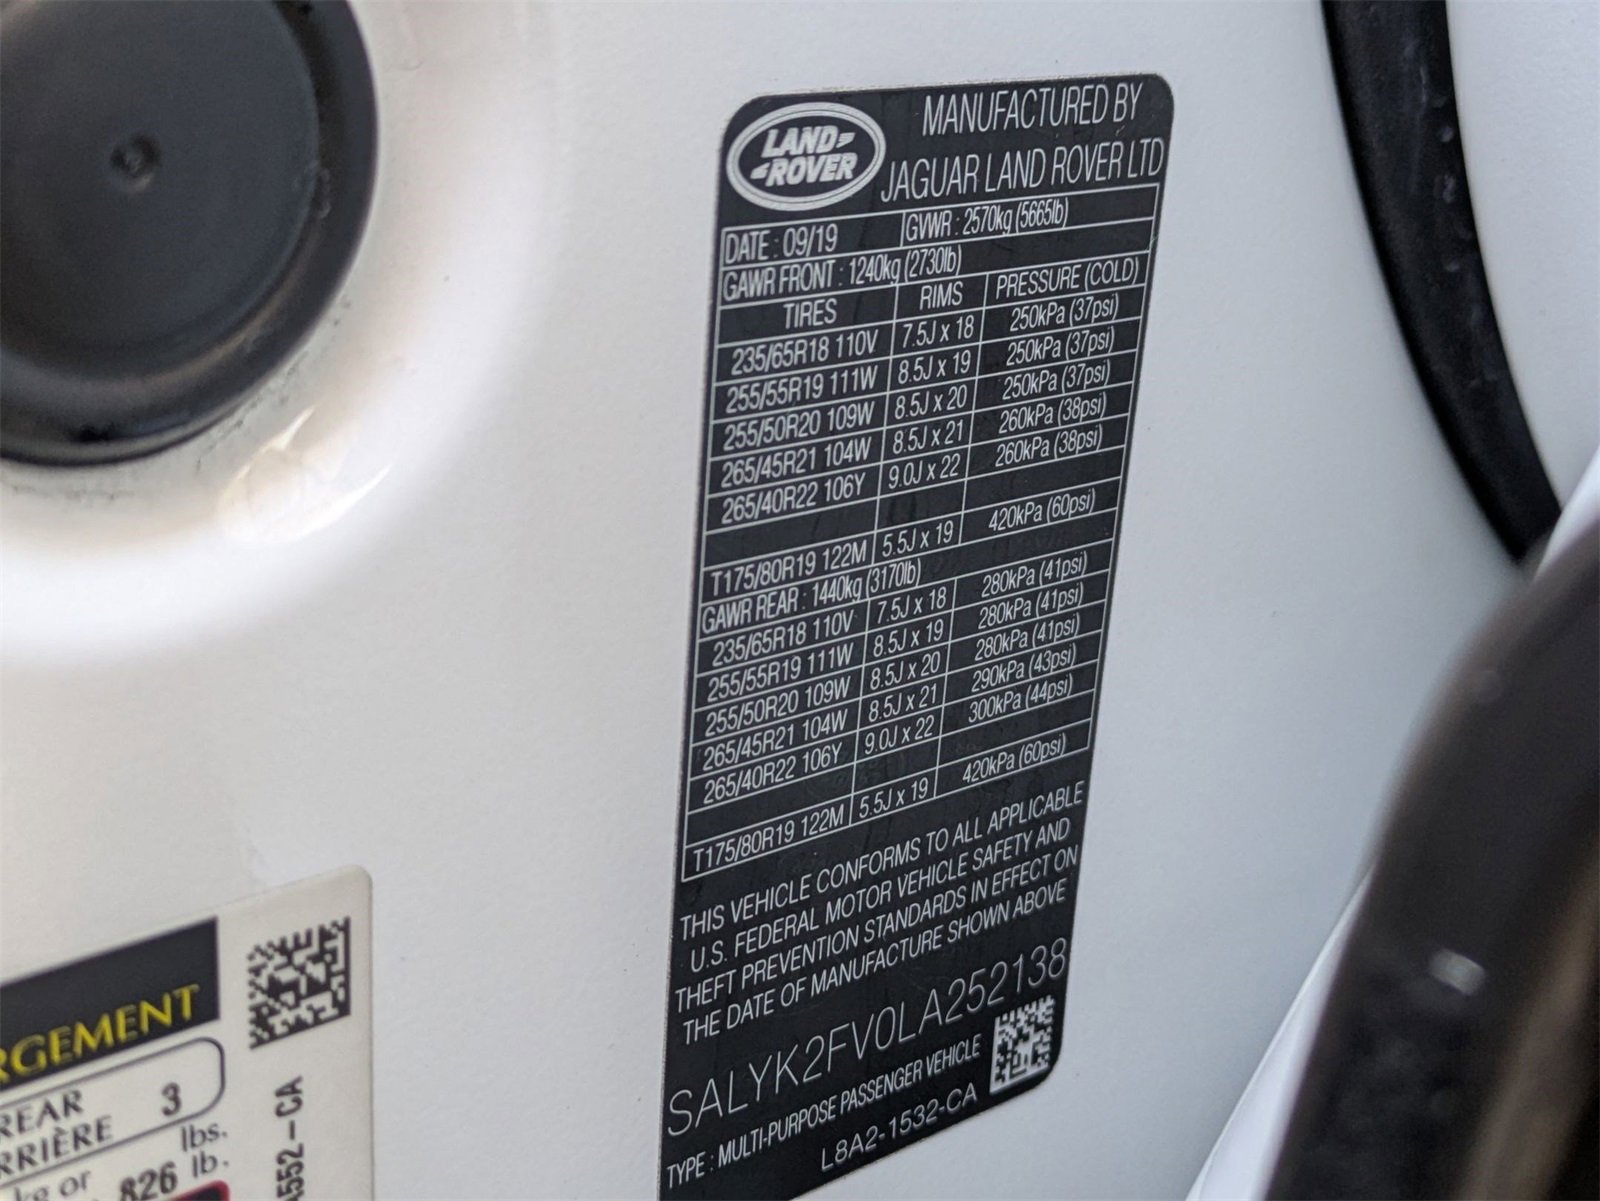 LAND ROVER
MANUFACTURED BY
JAGUAR LAND ROVER LTD
DATE : 09/19 GVWR : 2570kg (5665lb)
GAWR FRONT : 1240kg (2730lb)
TIRES RIMS PRESSURE (COLD)
235/65R18 110V 7.5J x 18 250kPa (37psi)
255/55R19 111W 8.5J x 19 250kPa (37psi)
255/50R20 109W 8.5J x 20 250kPa (37psi)
265/45R21 104W 8.5J x 21 260kPa (38psi)
265/40R22 106Y 9.0J x 22 260kPa (38psi)
T175/80R19 122M 5.5J x 19 420kPa (60psi)
GAWR REAR : 1440kg (3170lb)
235/65R18 110V 7.5J x 18 280kPa (41psi)
255/55R19 111W 8.5J x 19 280kPa (41psi)
255/50R20 109W 8.5J x 20 280kPa (41psi)
265/45R21 104W 8.5J x 21 290kPa (43psi)
265/40R22 106Y 9.0J x 22 300kPa (44psi)
T175/80R19 122M 5.5J x 19 420kPa (60psi)
THIS VEHICLE CONFORMS TO ALL APPLICABLE
U.S. FEDERAL MOTOR VEHICLE SAFETY AND
THEFT PREVENTION STANDARDS IN EFFECT ON
THE DATE OF MANUFACTURE SHOWN ABOVE
SALYK2FV0LA252138
TYPE : MULTI-PURPOSE PASSENGER VEHICLE
L8A2-1532-CA
RGEMENT
REAR
RRIÈRE 3
lbs.
kg or 826 lb.
A552-CA